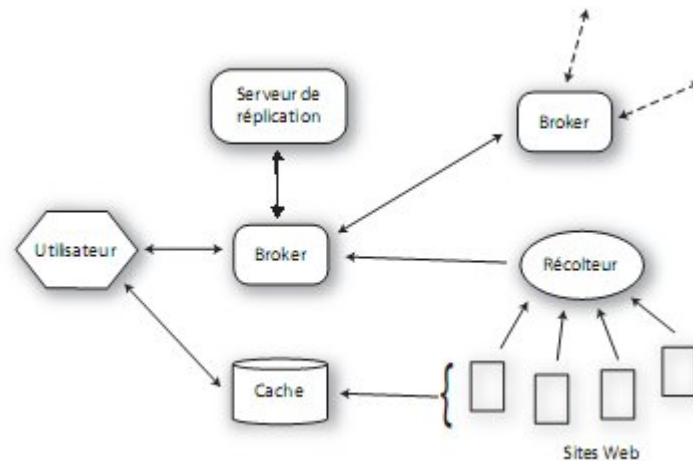 Serveur de
réplication
Broker
Utilisateur
Broker
Récolteur
Cache
Sites Web